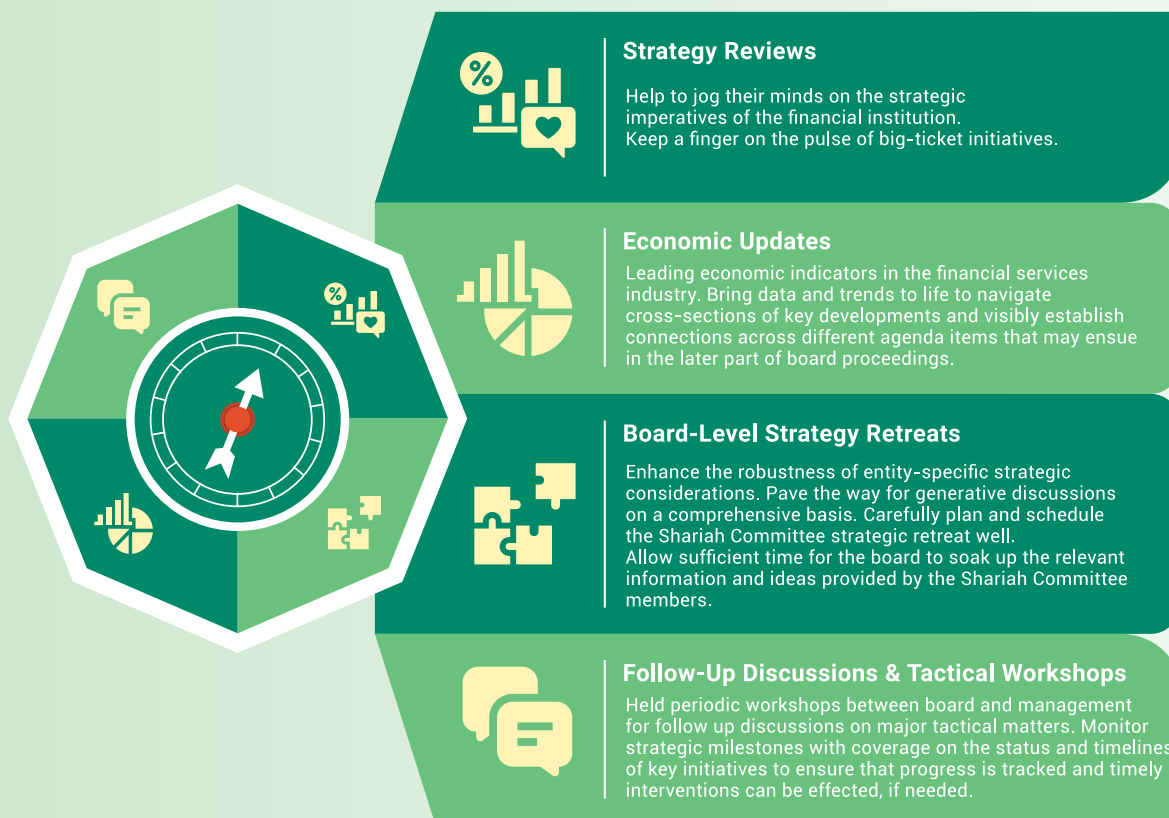 %
Strategy Reviews
Help to jog their minds on the strategic
imperatives of the financial institution.
Keep a finger on the pulse of big-ticket initiatives.
Economic Updates
Leading economic indicators in the financial services
industry. Bring data and trends to life to navigate
cross-sections of key developments and visibly establish
connections across different agenda items that may ensue
in the later part of board proceedings.
%
Board-Level Strategy Retreats
Enhance the robustness of entity-specific strategic
considerations. Pave the way for generative discussions
on a comprehensive basis. Carefully plan and schedule
the Shariah Committee strategic retreat well.
Allow sufficient time for the board to soak up the relevant
information and ideas provided by the Shariah Committee
members.
Follow-Up Discussions & Tactical Workshops
Held periodic workshops between board and management
for follow up discussions on major tactical matters. Monitor
strategic milestones with coverage on the status and timelines
of key initiatives to ensure that progress is tracked and timely
interventions can be effected, if needed.